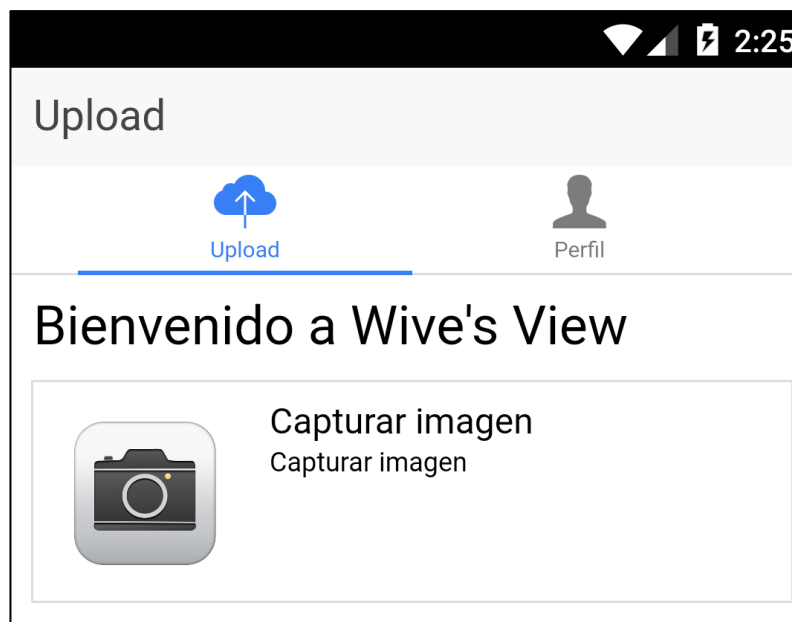 2:25
Upload
Upload
Perfil
Bienvenido a Wive's View
Capturar imagen
Capturar imagen